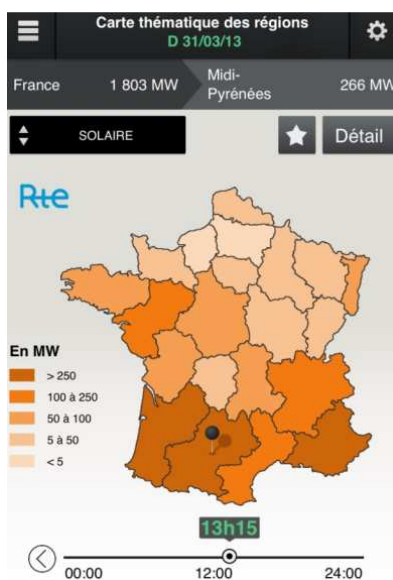 Carte thématique des régions
D 31/03/13
France 1 803 MW Midi-Pyrénées 266 MW
SOLAIRE Détail
Rte
En MW
> 250
100 à 250
50 à 100
5 à 50
< 5
13h15
00:00 12:00 24:00